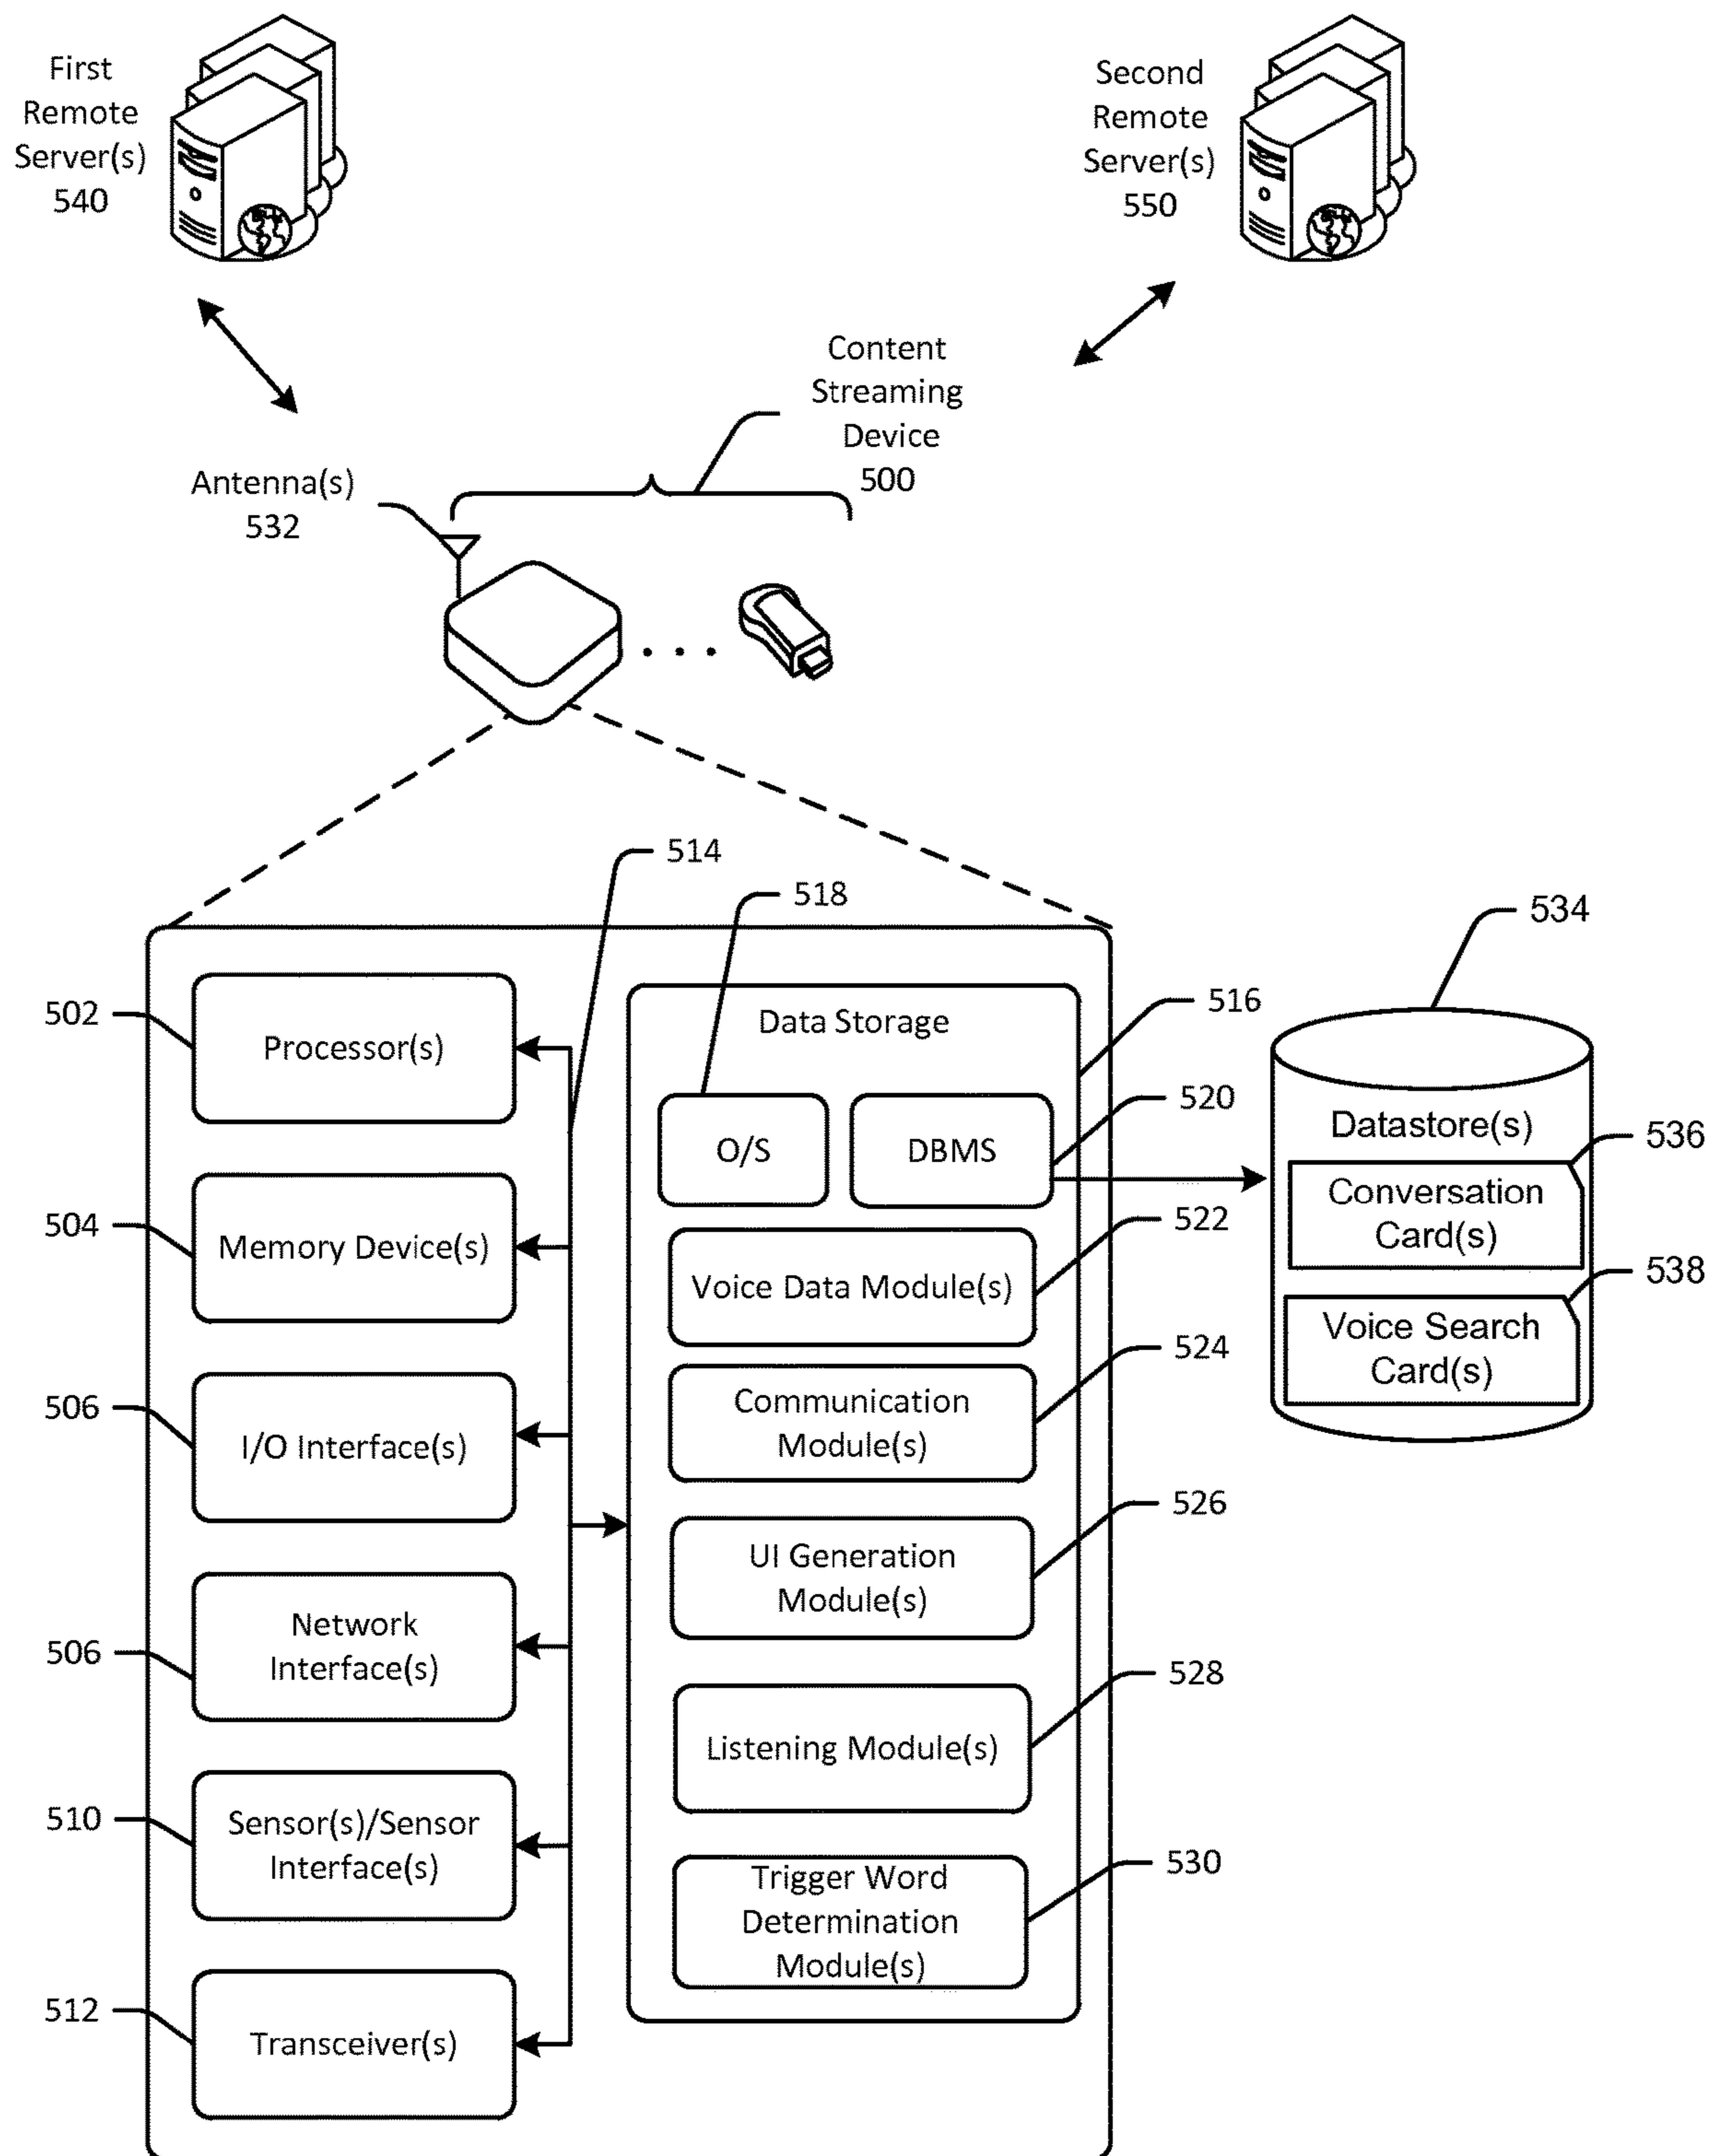 First
Remote
Server(s)
540
Second
Remote
Server(s)
550
Content
Streaming
Device
500
Antenna(s)
532
514
518
534
502
Processor(s)
504
Memory Device(s)
506
I/O Interface(s)
506
Network
Interface(s)
510
Sensor(s)/Sensor
Interface(s)
512
Transceiver(s)
Data Storage
516
O/S
DBMS
520
Voice Data Module(s)
522
Communication
Module(s)
524
UI Generation
Module(s)
526
Listening Module(s)
528
Trigger Word
Determination
Module(s)
530
Datastore(s)
536
Conversation
Card(s)
538
Voice Search
Card(s)